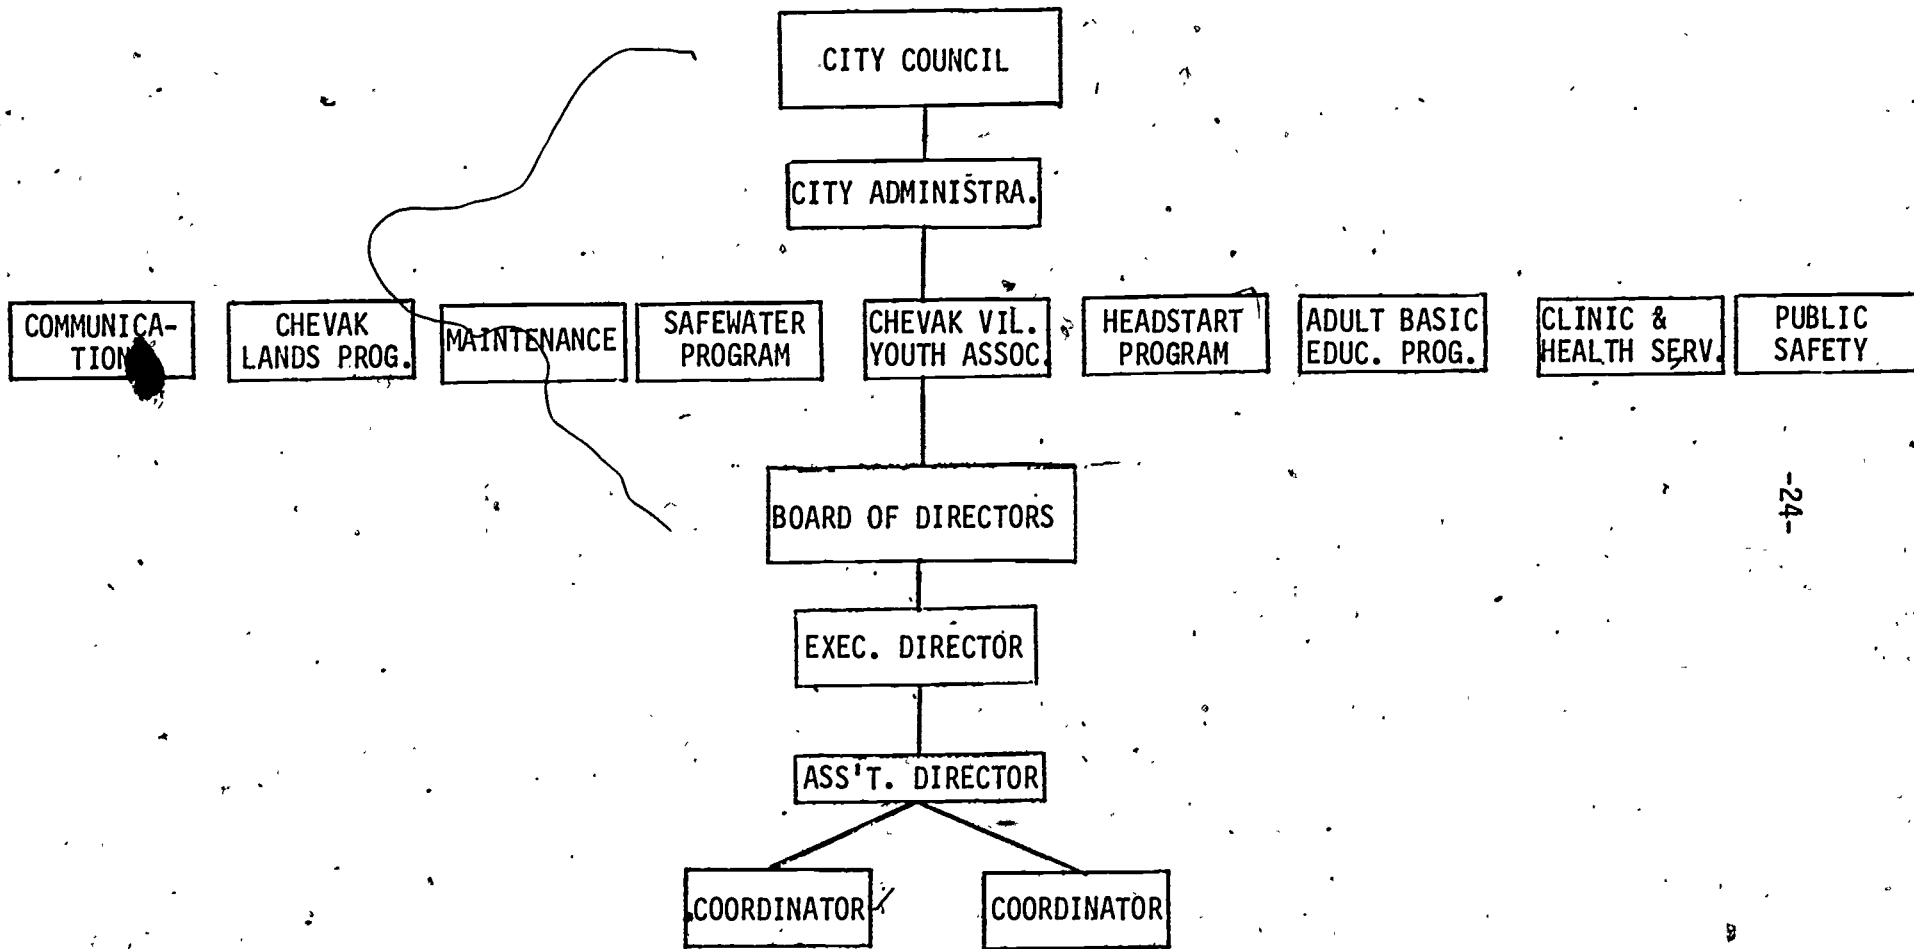 CITY COUNCIL
CITY ADMINISTRA.
COMMUNICA-
TION
CHEVAK
LANDS PROG.
MAINTENANCE
SAFEWATER
PROGRAM
CHEVAK VIL.
YOUTH ASSOC.
HEADSTART
PROGRAM
ADULT BASIC
EDUC. PROG.
CLINIC &
HEALTH SERV.
PUBLIC
SAFETY
-24-
BOARD OF DIRECTORS
EXEC. DIRECTOR
ASS'T. DIRECTOR
COORDINATOR
COORDINATOR